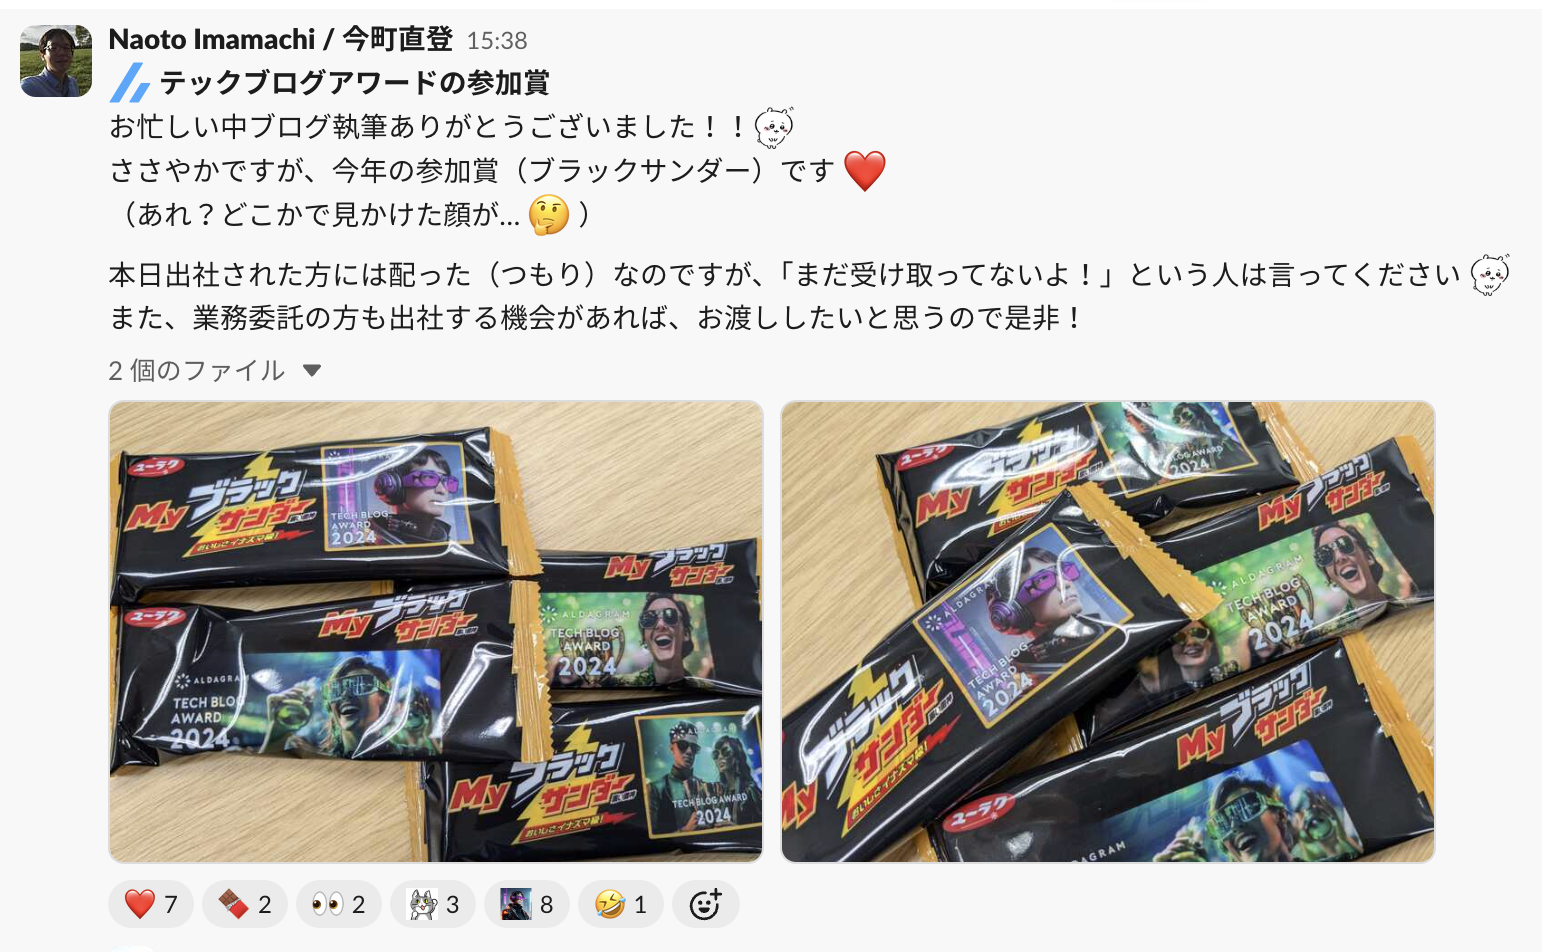 Naoto Imamachi / 今町直登 15:38
テックブログアワードの参加賞
お忙しい中ブログ執筆ありがとうございました！！
ささやかですが、今年の参加賞（ブラックサンダー）です
（あれ？どこかで見かけた顔が... ）
本日出社された方には配った（つもり）なのですが、「まだ受け取ってないよ！」という人は言ってください
また、業務委託の方も出社する機会があれば、お渡ししたいと思うので是非！
2 個のファイル
ユーラク
My ブラックサンダー
おいしさイナズマ級！
TECH BLOG
AWARD
2024
My ブラックサンダー
ALDAGRAM
TECH BLOG
AWARD
2024
ユーラク
My ブラックサンダー
ALDAGRAM
TECH BLOG
AWARD
2024
My ブラックサンダー
おいしさイナズマ級！
ALDAGRAM
TECH BLOG AWARD
2024
ユーラク
My ブラックサンダー
2024
My ブラックサンダー
ALDAGRAM
TECH BLOG
AWARD
2024
My ブラックサンダー
おいしさイナズマ級！
ALDAGRAM
TECH BLOG
AWARD
2024
ユーラク
My ブラックサンダー
7 2 2 3 8 1